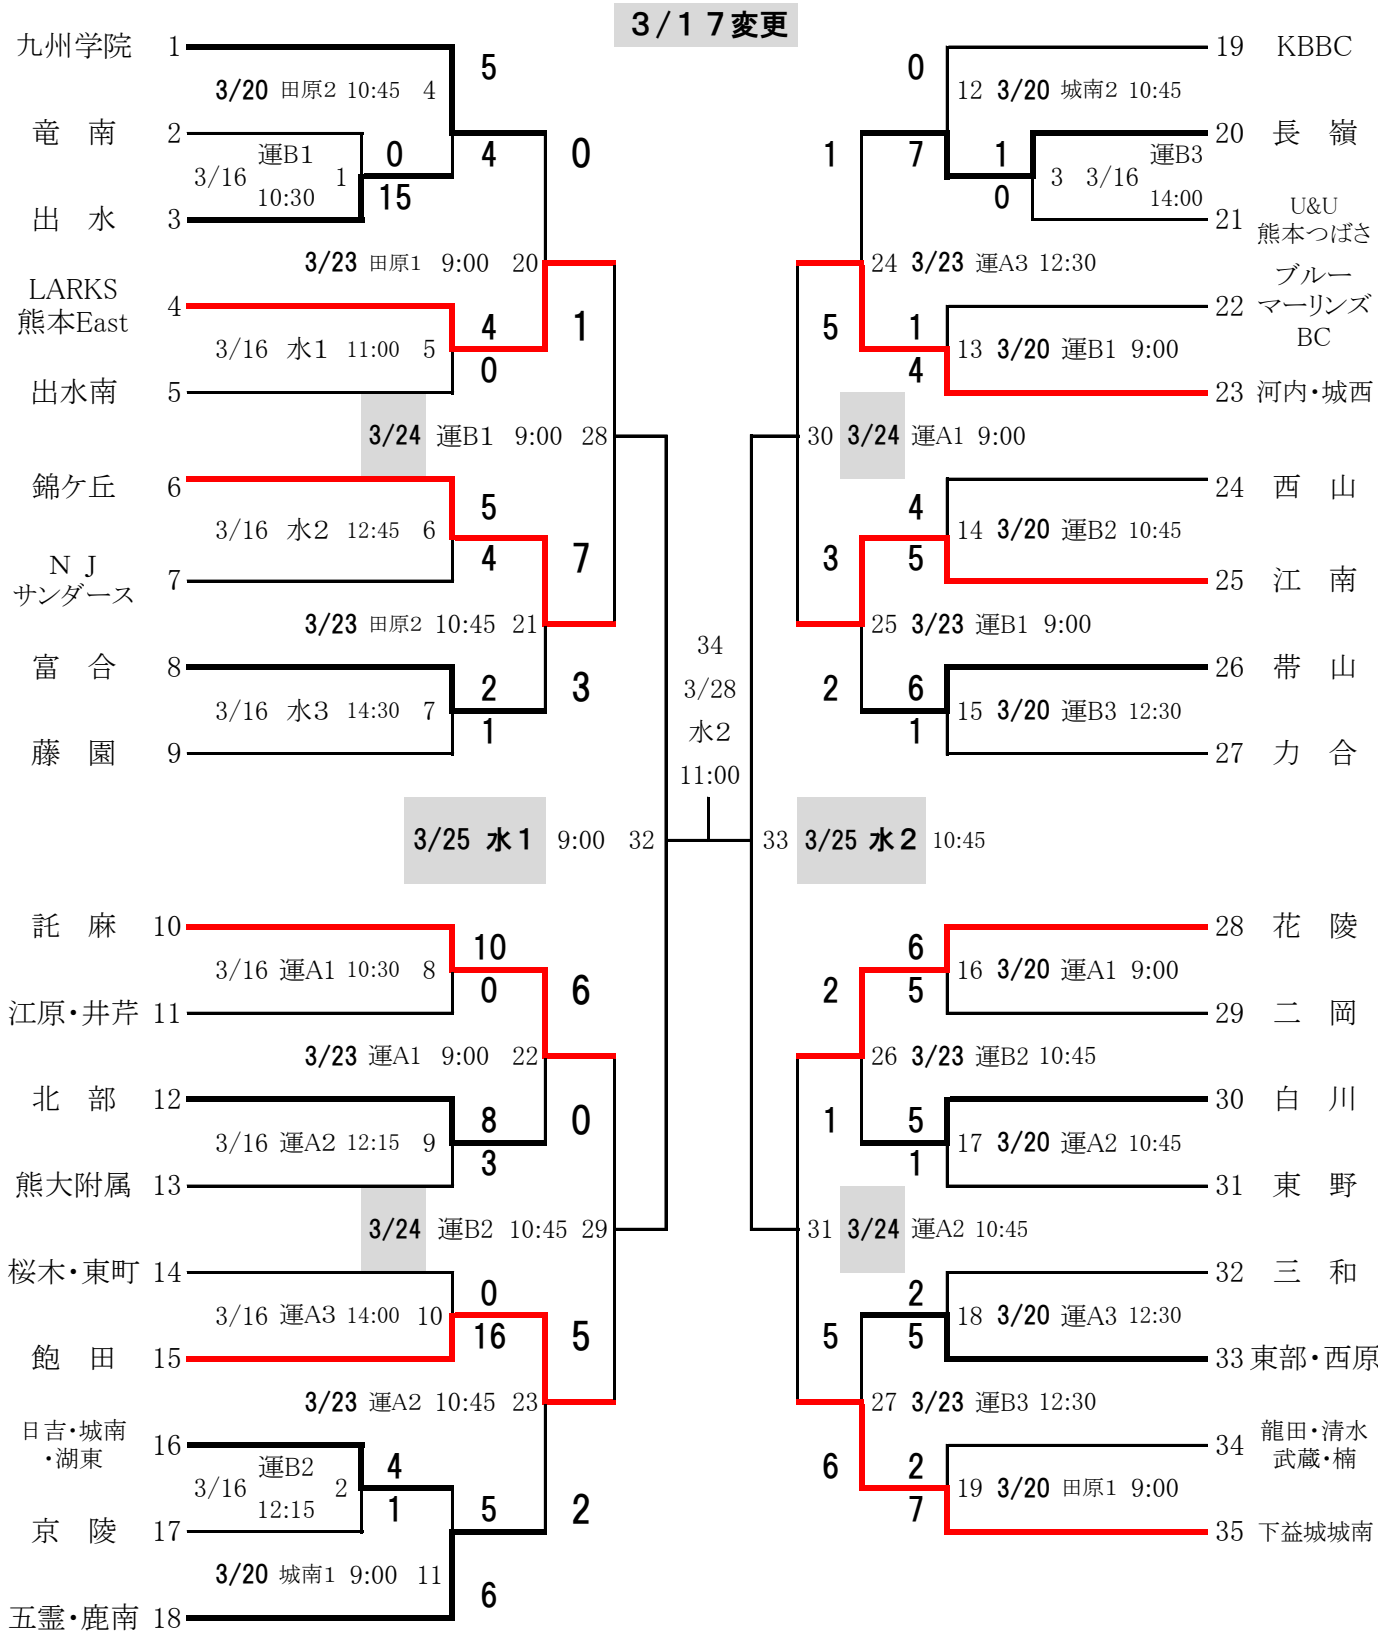 3/17変更
九州学院 1
5
3/20 田原2 10:45 4
竜 南 2
運B1
0
4
0
3/16
1
10:30
15
出 水 3
3/23 田原1 9:00 20
LARKS
熊本East
4
4
1
3/16 水1 11:00 5
0
出水南 5
3/24 運B1 9:00 28
錦ケ丘 6
5
3/16 水2 12:45 6
4
7
N J
サンダース
7
3/23 田原2 10:45 21
富 合 8
2
3
3/16 水3 14:30 7
1
藤 園 9
3/25 水1 9:00 32
託 麻 10
10
3/16 運A1 10:30 8
0
6
江原・井芹 11
3/23 運A1 9:00 22
北 部 12
8
0
3/16 運A2 12:15 9
3
熊大附属 13
3/24 運B2 10:45 29
桜木・東町 14
0
3/16 運A3 14:00 10
16
5
飽 田 15
3/23 運A2 10:45 23
日吉・城南
・湖東
16
運B2
4
3/16
2
12:15
1
5
2
京 陵 17
3/20 城南1 9:00 11
6
五霊・鹿南 18
34
3/28
水2
11:00
19 KBBC
0
12 3/20 城南2 10:45
20 長 嶺
1
7
1
運B3
3 3/16
0
14:00
21
U&U
熊本つばさ
24 3/23 運A3 12:30
22
ブルー
マーリンズ
BC
5
1
13 3/20 運B1 9:00
4
23 河内・城西
30 3/24 運A1 9:00
24 西 山
4
14 3/20 運B2 10:45
3
5
25 江 南
25 3/23 運B1 9:00
26 帯 山
2
6
15 3/20 運B3 12:30
1
27 力 合
33 3/25 水2 10:45
28 花 陵
6
16 3/20 運A1 9:00
2
5
29 二 岡
26 3/23 運B2 10:45
30 白 川
1
5
17 3/20 運A2 10:45
1
31 東 野
31 3/24 運A2 10:45
32 三 和
2
18 3/20 運A3 12:30
5
5
33 東部・西原
27 3/23 運B3 12:30
34
龍田・清水
武蔵・楠
6
2
19 3/20 田原1 9:00
7
35 下益城城南